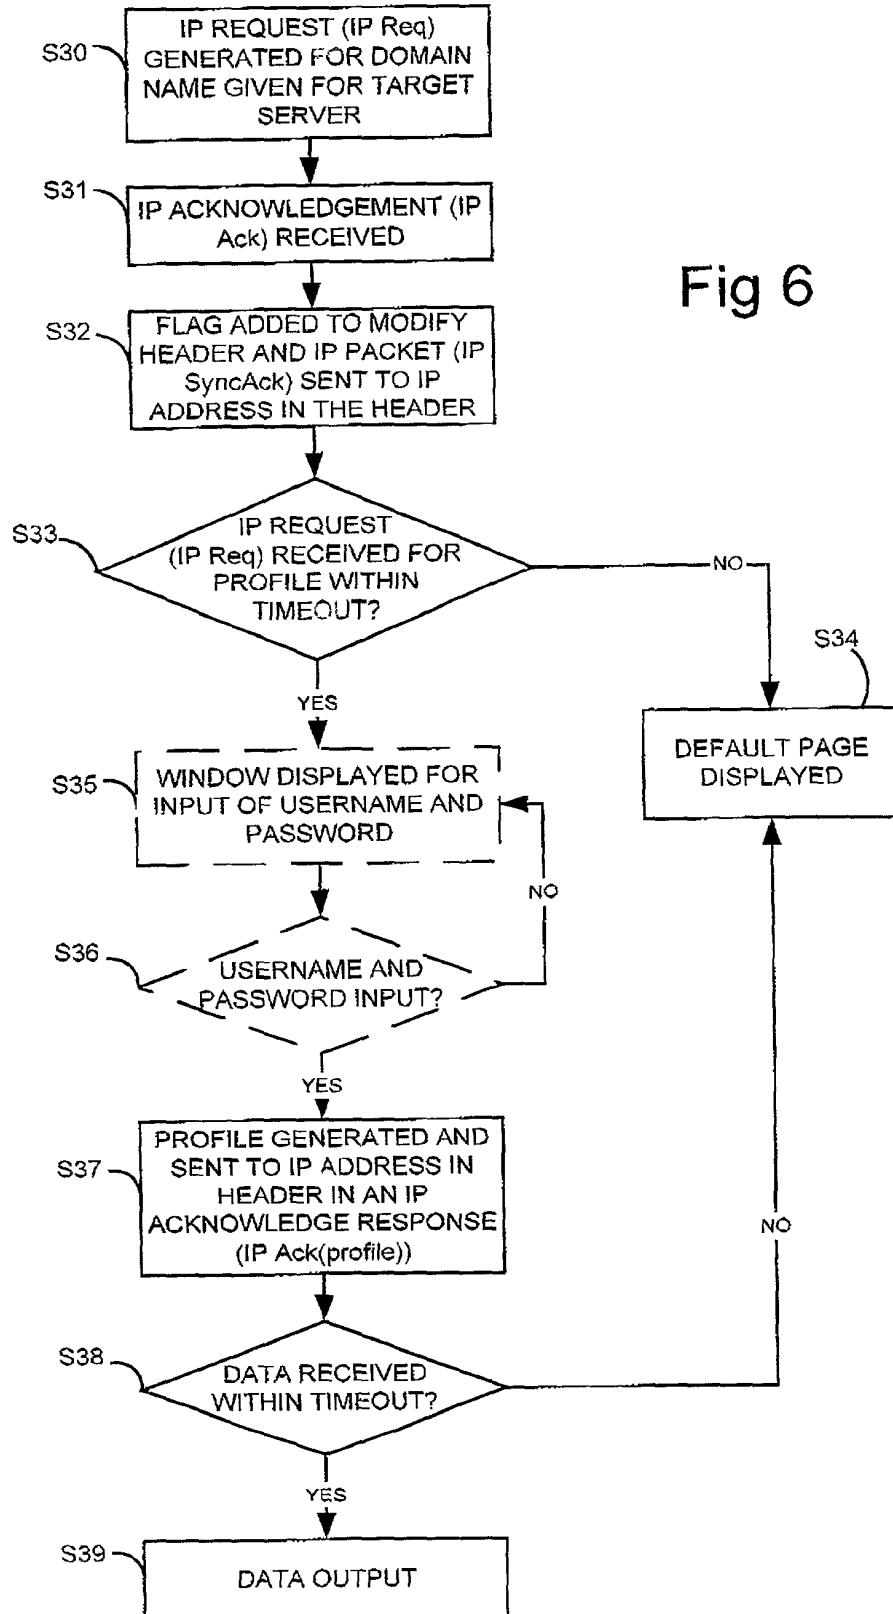 S30
IP REQUEST (IP Req)
GENERATED FOR DOMAIN
NAME GIVEN FOR TARGET
SERVER
S31
IP ACKNOWLEDGEMENT (IP
Ack) RECEIVED
Fig 6
S32
FLAG ADDED TO MODIFY
HEADER AND IP PACKET (IP
SyncAck) SENT TO IP
ADDRESS IN THE HEADER
S33
IP REQUEST
(IP Req) RECEIVED FOR
PROFILE WITHIN
TIMEOUT?
NO
YES
S34
DEFAULT PAGE
DISPLAYED
S35
WINDOW DISPLAYED FOR
INPUT OF USERNAME AND
PASSWORD
NO
S36
USERNAME AND
PASSWORD INPUT?
YES
S37
PROFILE GENERATED AND
SENT TO IP ADDRESS IN
HEADER IN AN IP
ACKNOWLEDGE RESPONSE
(IP Ack(profile))
NO
S38
DATA RECEIVED
WITHIN TIMEOUT?
YES
S39
DATA OUTPUT